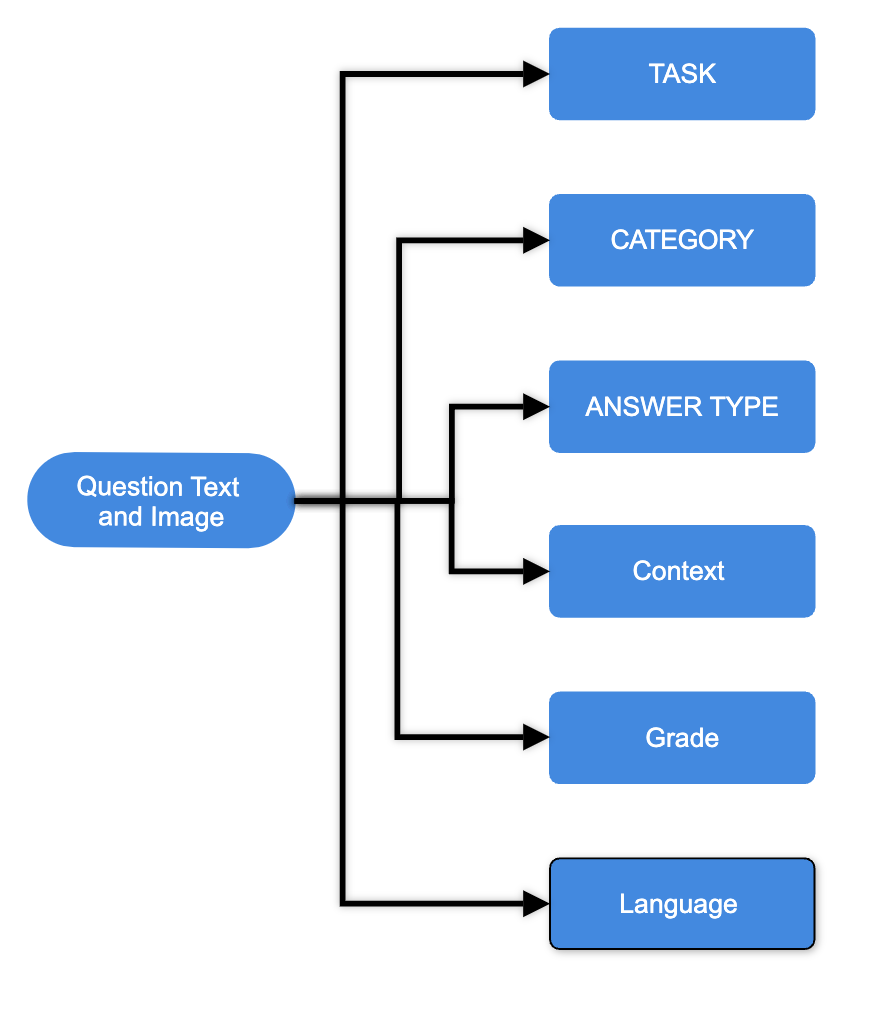 TASK
CATEGORY
ANSWER TYPE
Question Text
and Image
Context
Grade
Language